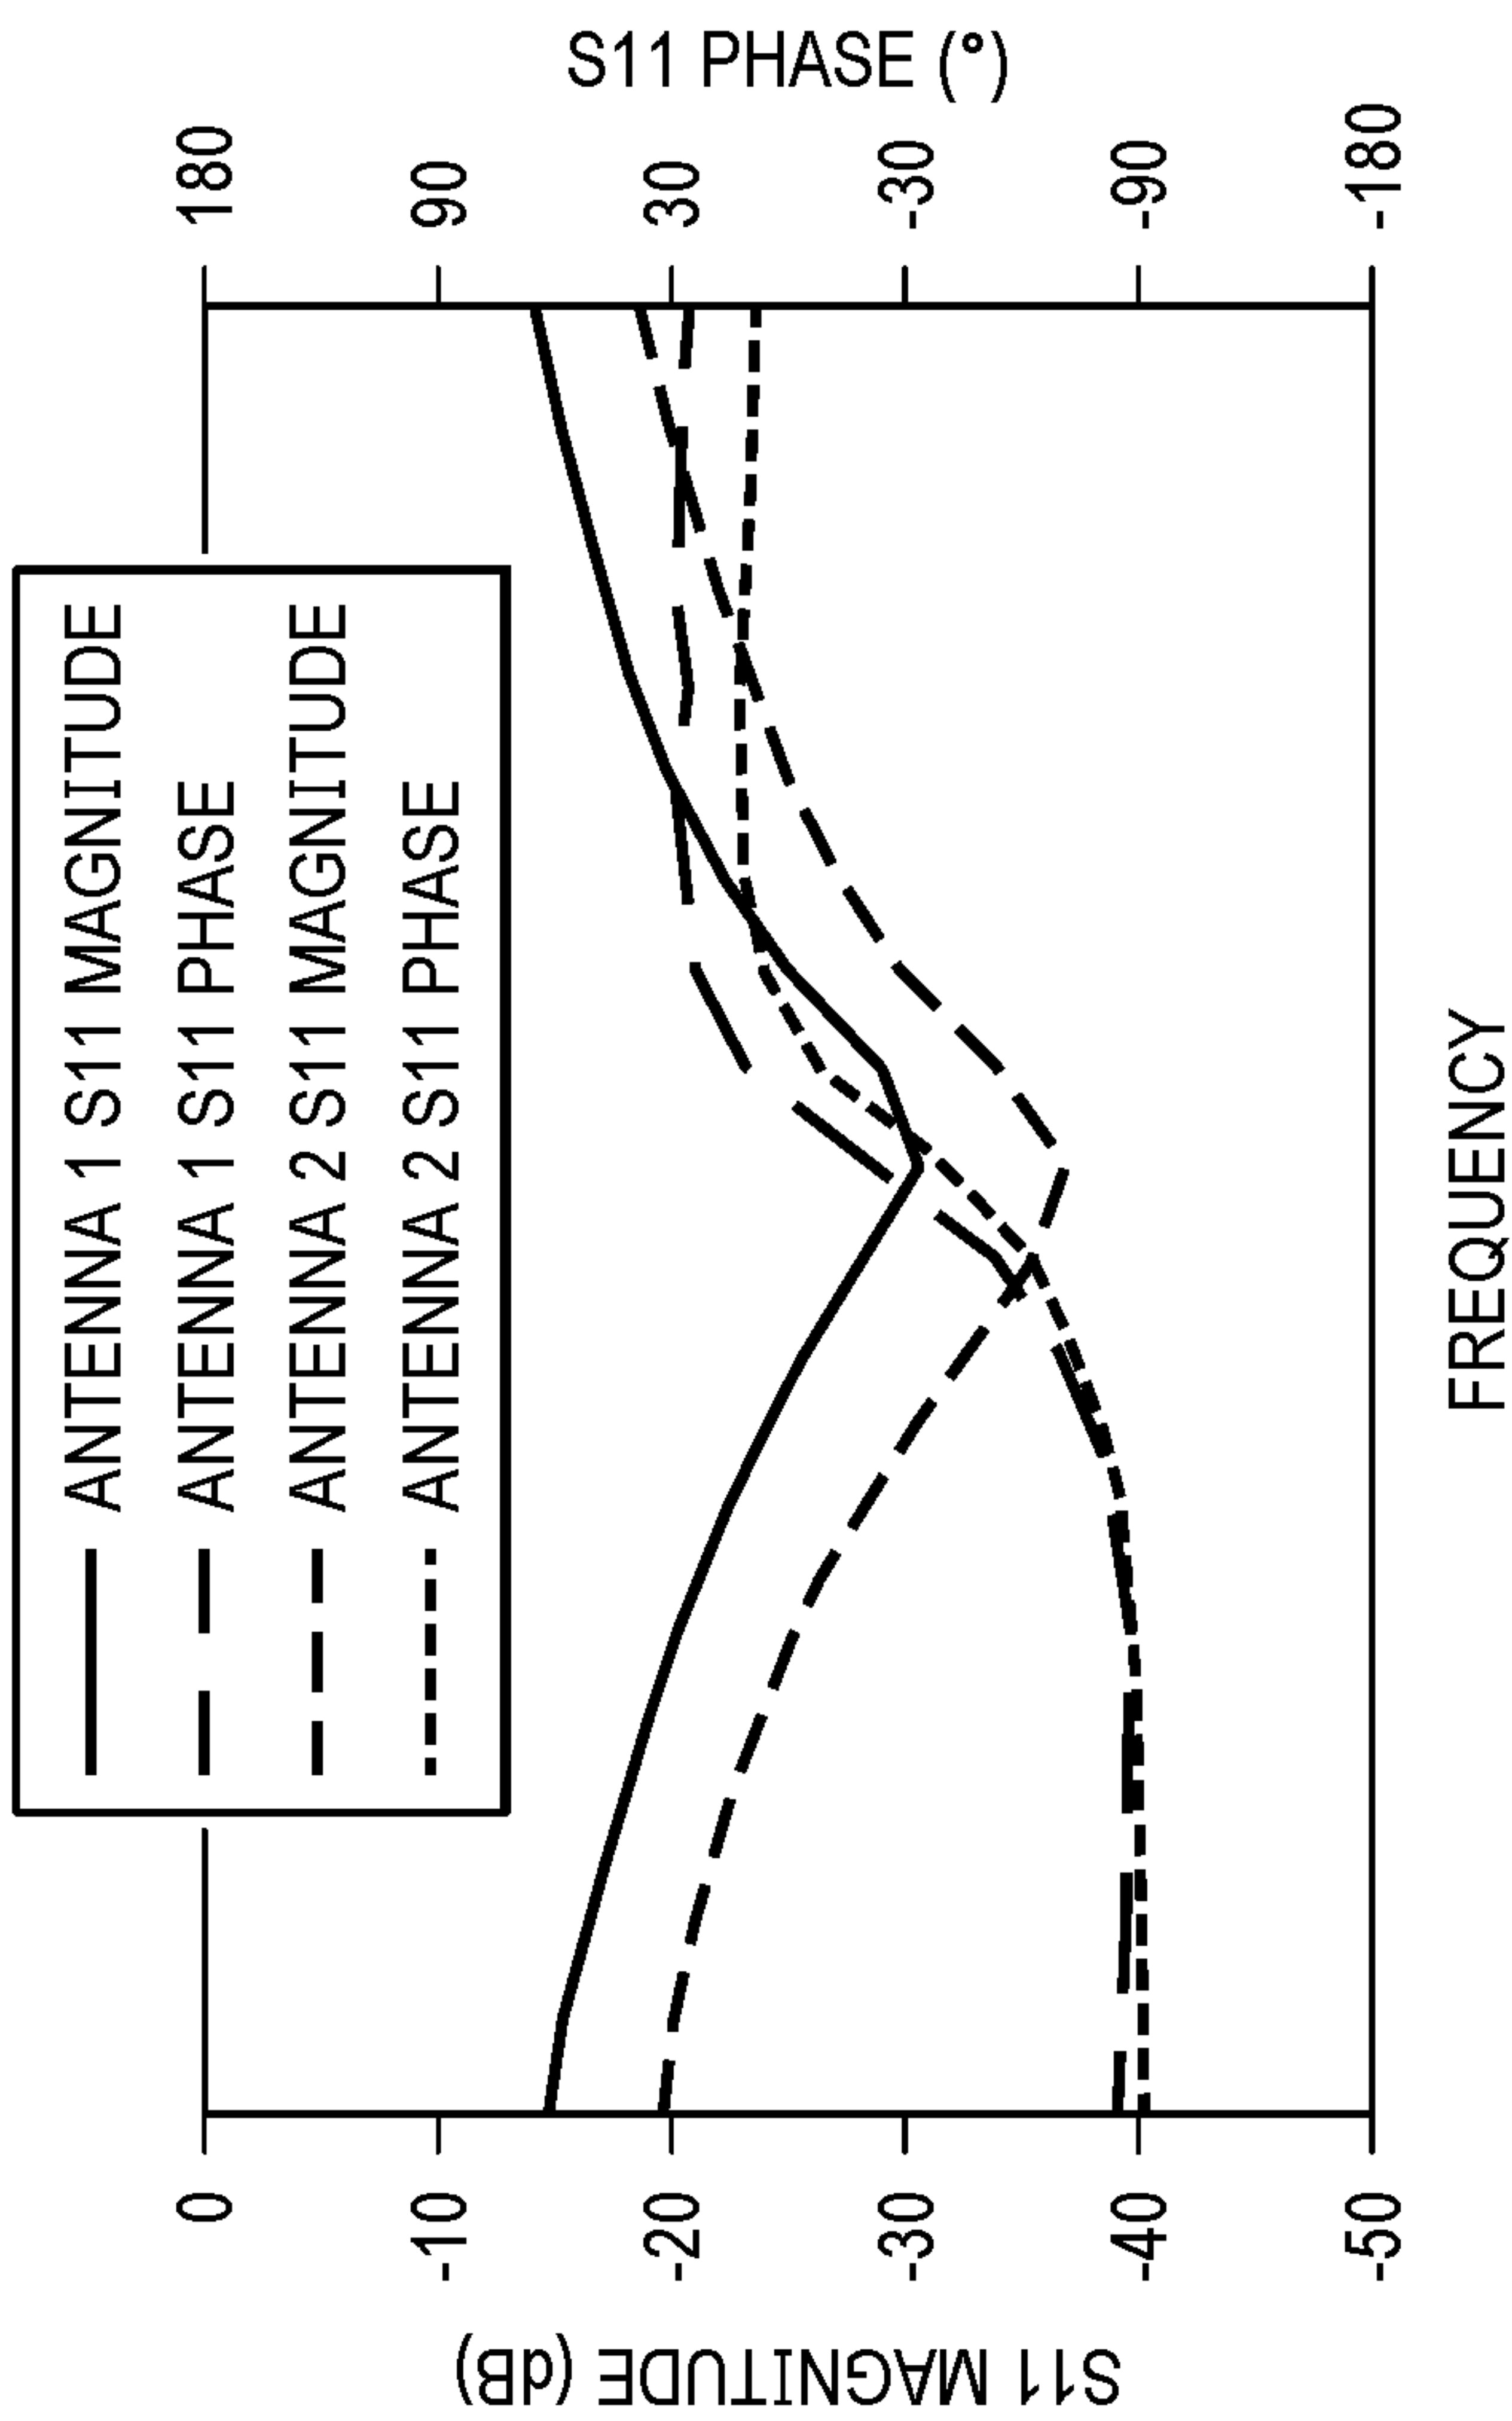 ANTENNA 1 S11 MAGNITUDE
ANTENNA 1 S11 PHASE
ANTENNA 2 S11 MAGNITUDE
ANTENNA 2 S11 PHASE
S11 MAGNITUDE (dB)
0
-10
-20
-30
-40
-50
S11 PHASE (°)
180
90
30
-30
-90
-180
FREQUENCY